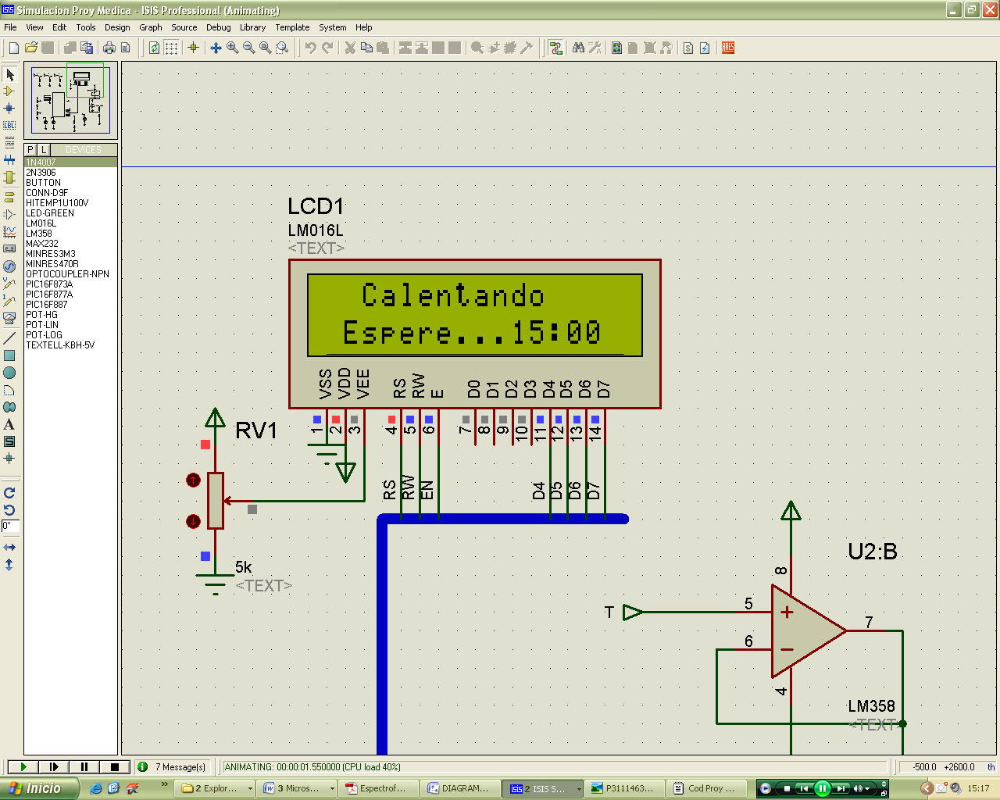 Simulacion Proy Medica - ISIS Professional (Animating)
File View Edit Tools Design Graph Source Debug Library Template System Help
P L DEVICES
1N4007
2N3906
BUTTON
CONN-D9F
HITEMP1U100V
LED-GREEN
LM016L
LM358
MAX232
MINRES3M3
MINRES470R
OPTOCOUPLER-NPN
PIC16F873A
PIC16F877A
PIC16F887
POT-HG
POT-LIN
POT-LOG
TEXTELL-KBH-5V
LBL
A
S
0°
ARES
LCD1
LM016L
<TEXT>
Calentando
Espere...15:00
VSS VDD VEE RS RW E D0 D1 D2 D3 D4 D5 D6 D7
1 2 3 4 5 6 7 8 9 10 11 12 13 14
RS RW EN D4 D5 D6 D7
RV1
5k
<TEXT>
U2:B
8
T
5
6
7
4
LM358
<TEXT>
7 Message(s)
ANIMATING: 00:00:01.550000 (CPU load 40%)
-500.0 +2600.0 th
Inicio
2 Explor...
3 Micros...
Espectrof...
DIAGRAM...
2 ISIS S...
P3111463...
Cod Proy ...
15:17